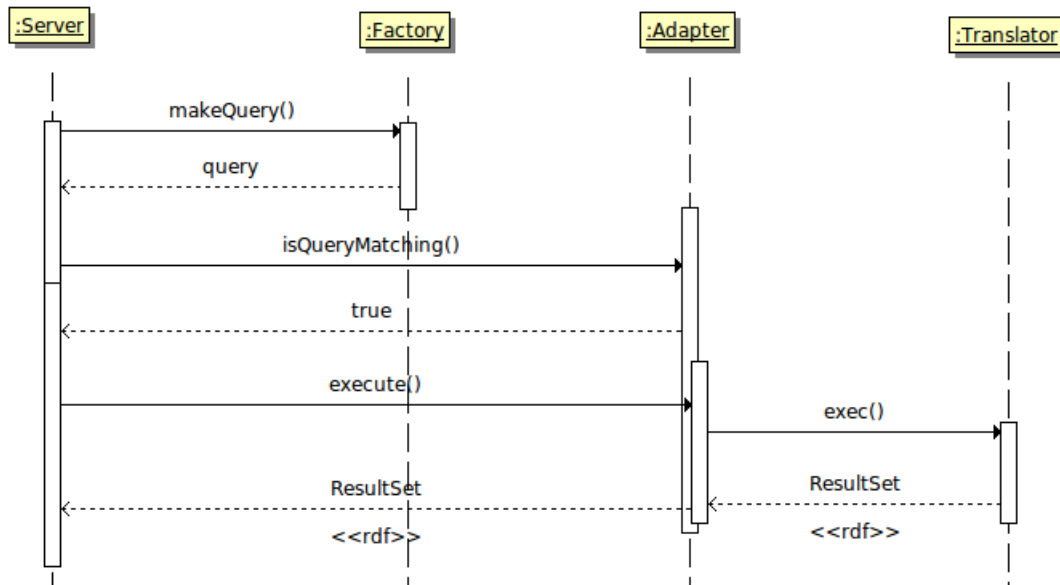 :Server
:Factory
:Adapter
:Translator
makeQuery()
query
isQueryMatching()
true
execute()
exec()
ResultSet
ResultSet
<<rdf>>
<<rdf>>